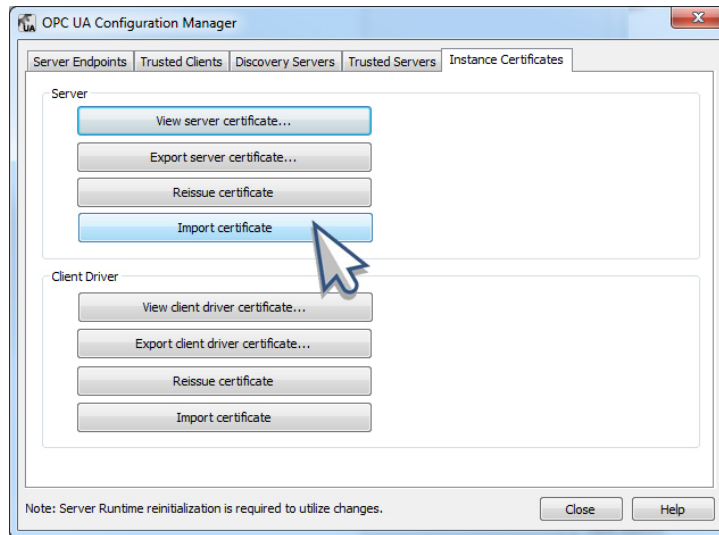 UA OPC UA Configuration Manager
Server Endpoints Trusted Clients Discovery Servers Trusted Servers Instance Certificates
Server
View server certificate...
Export server certificate...
Reissue certificate
Import certificate
Client Driver
View client driver certificate...
Export client driver certificate...
Reissue certificate
Import certificate
Note: Server Runtime reinitialization is required to utilize changes.
Close Help